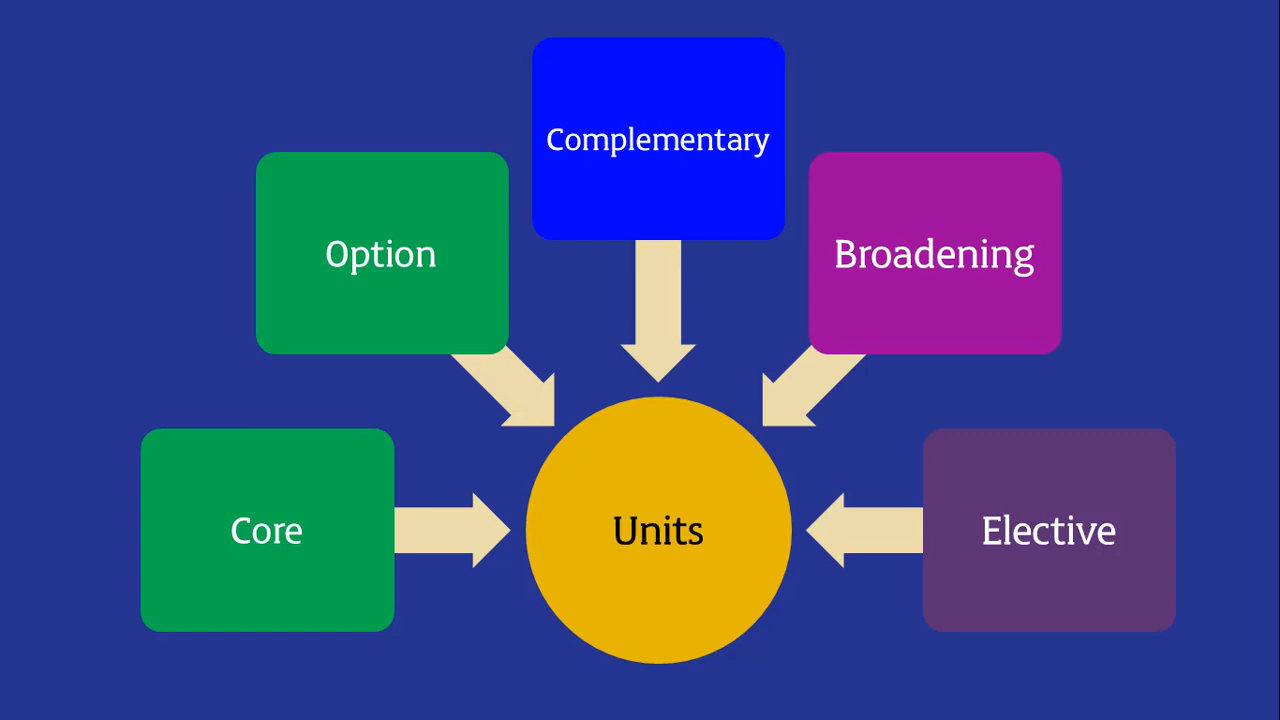 Complementary
Option
Broadening
Core
Units
Elective